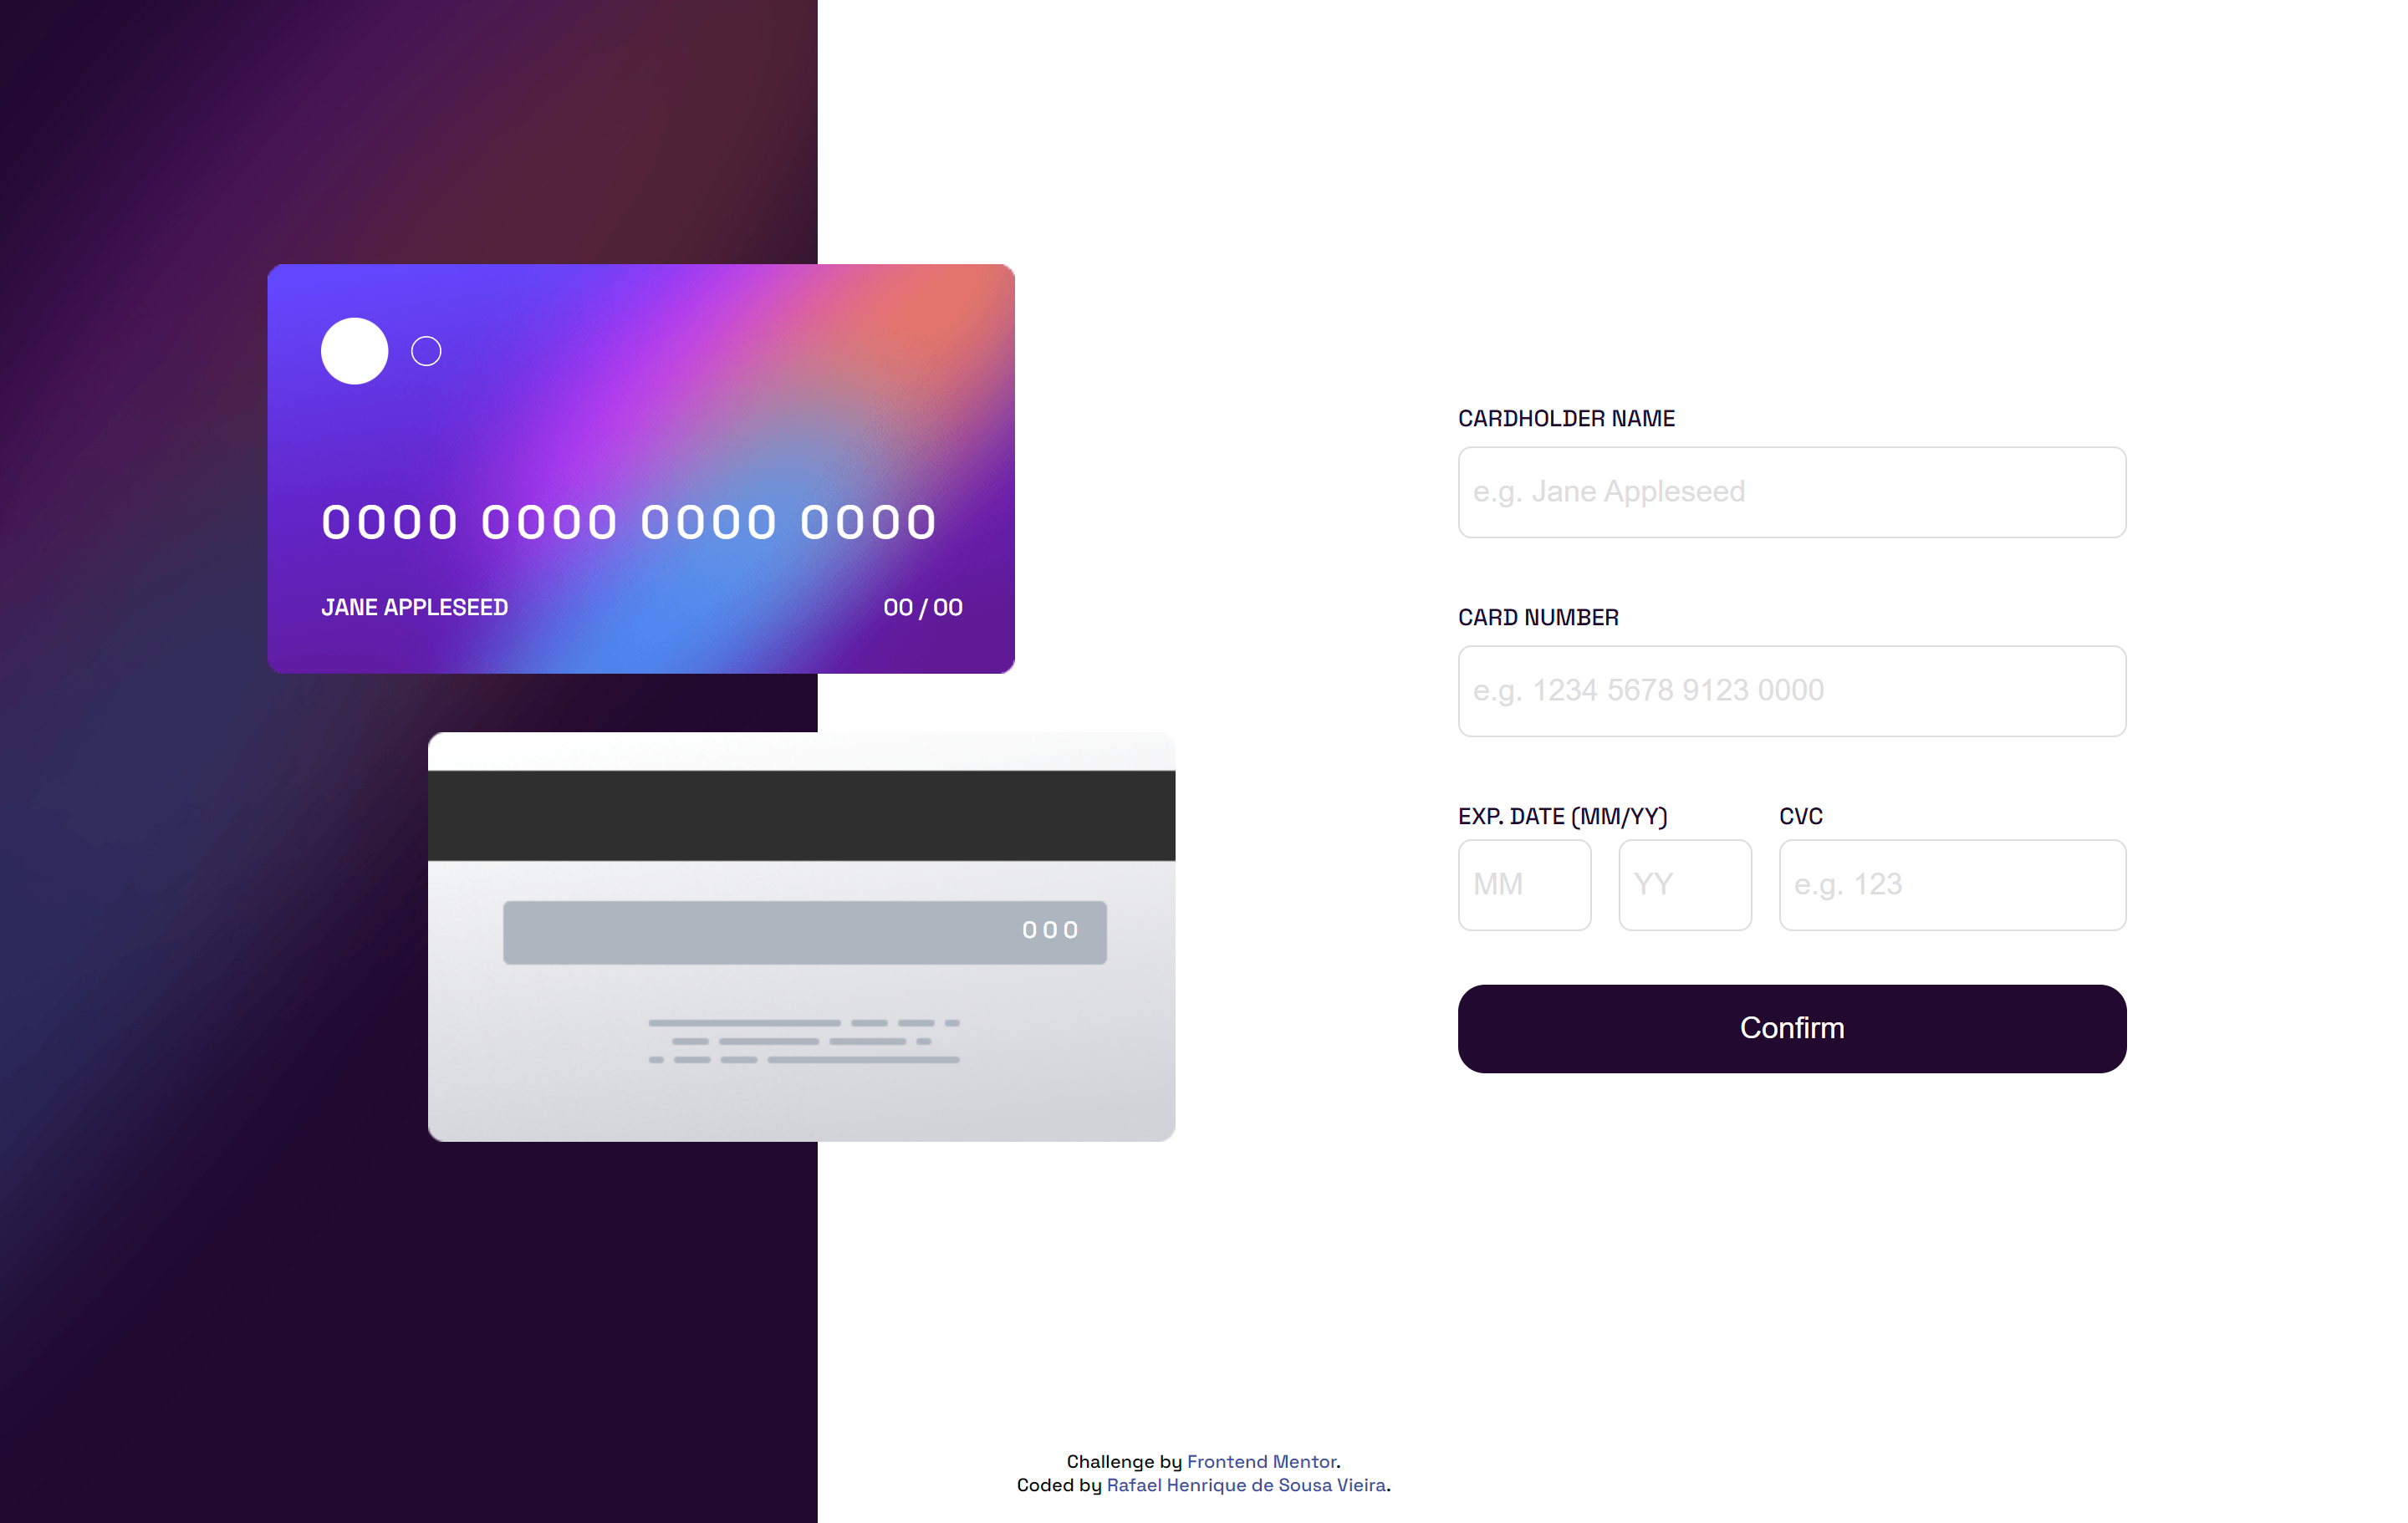 0000 0000 0000 0000
JANE APPLESEED 00/00
000
CARDHOLDER NAME
e.g. Jane Appleseed
CARD NUMBER
e.g. 1234 5678 9123 0000
EXP. DATE (MM/YY) CVC
MM YY e.g. 123
Confirm
Challenge by Frontend Mentor.
Coded by Rafael Henrique de Sousa Vieira.